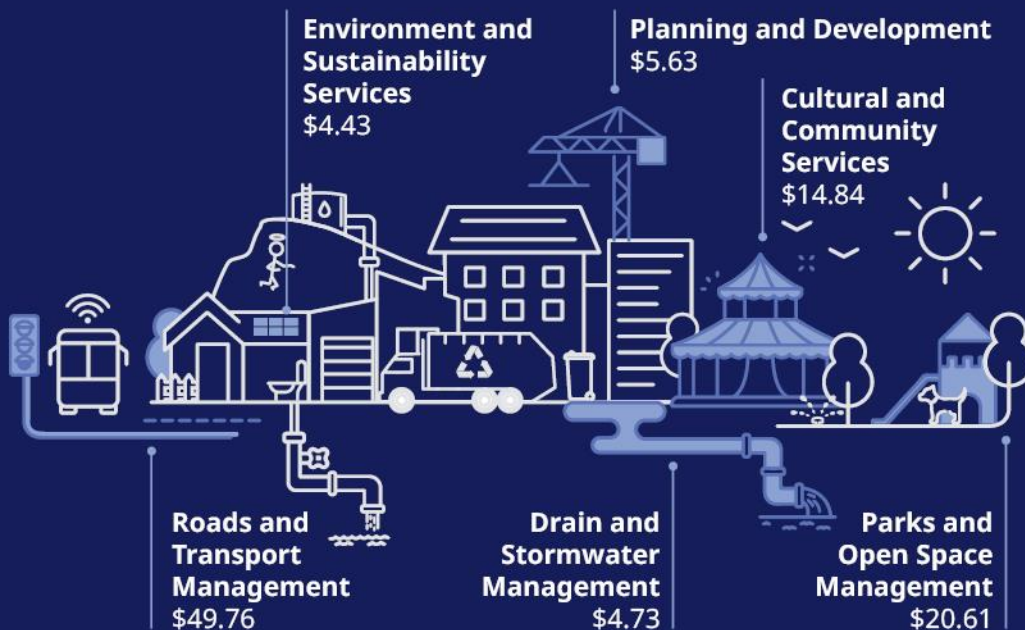 Environment and
Sustainability
Services
$4.43
Planning and Development
$5.63
Cultural and
Community
Services
$14.84
Roads and
Transport
Management
$49.76
Drain and
Stormwater
Management
$4.73
Parks and
Open Space
Management
$20.61